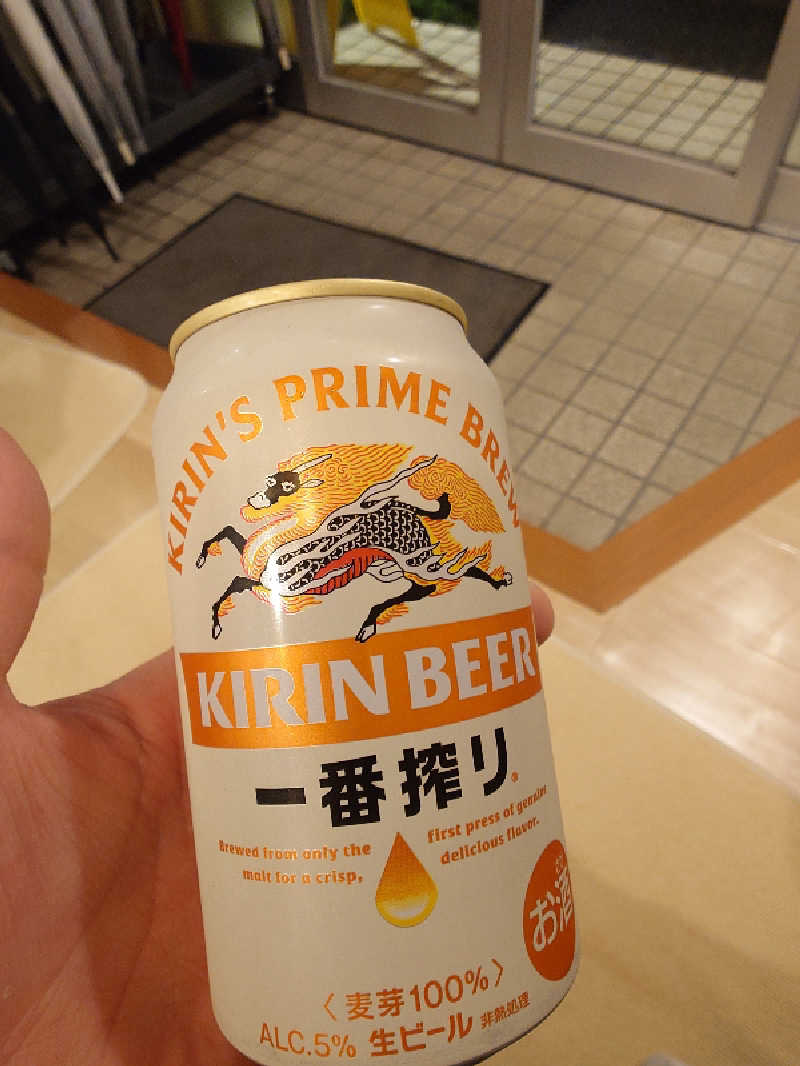 KIRIN'S PRIME BREW
KIRIN BEER
一番搾り®
Brewed from only the
malt for a crisp,
first press of genuine
delicious flavor.
お酒
〈麦芽100%〉
ALC.5% 生ビール 非熱処理